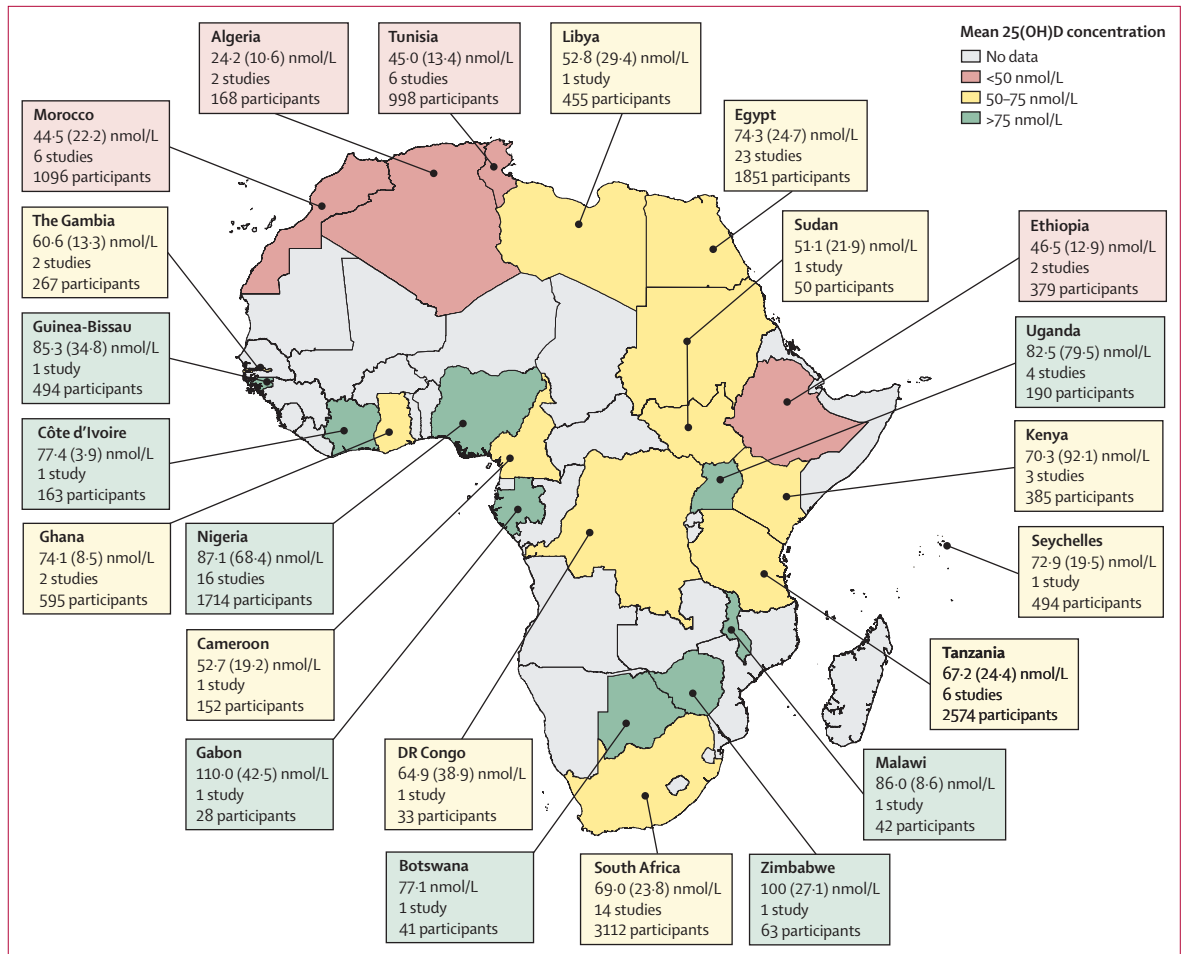 Algeria
24·2 (10·6) nmol/L
2 studies
168 participants
Tunisia
45·0 (13·4) nmol/L
6 studies
998 participants
Libya
52·8 (29·4) nmol/L
1 study
455 participants
Mean 25(OH)D concentration
No data
<50 nmol/L
50–75 nmol/L
>75 nmol/L
Morocco
44·5 (22·2) nmol/L
6 studies
1096 participants
Egypt
74·3 (24·7) nmol/L
23 studies
1851 participants
The Gambia
60·6 (13·3) nmol/L
2 studies
267 participants
Sudan
51·1 (21·9) nmol/L
1 study
50 participants
Ethiopia
46·5 (12·9) nmol/L
2 studies
379 participants
Guinea-Bissau
85·3 (34·8) nmol/L
1 study
494 participants
Uganda
82·5 (79·5) nmol/L
4 studies
190 participants
Côte d'Ivoire
77·4 (3·9) nmol/L
1 study
163 participants
Kenya
70·3 (92·1) nmol/L
3 studies
385 participants
Ghana
74·1 (8·5) nmol/L
2 studies
595 participants
Nigeria
87·1 (68·4) nmol/L
16 studies
1714 participants
Seychelles
72·9 (19·5) nmol/L
1 study
494 participants
Cameroon
52·7 (19·2) nmol/L
1 study
152 participants
Tanzania
67·2 (24·4) nmol/L
6 studies
2574 participants
Gabon
110·0 (42·5) nmol/L
1 study
28 participants
DR Congo
64·9 (38·9) nmol/L
1 study
33 participants
Malawi
86·0 (8·6) nmol/L
1 study
42 participants
Botswana
77·1 nmol/L
1 study
41 participants
South Africa
69·0 (23·8) nmol/L
14 studies
3112 participants
Zimbabwe
100 (27·1) nmol/L
1 study
63 participants